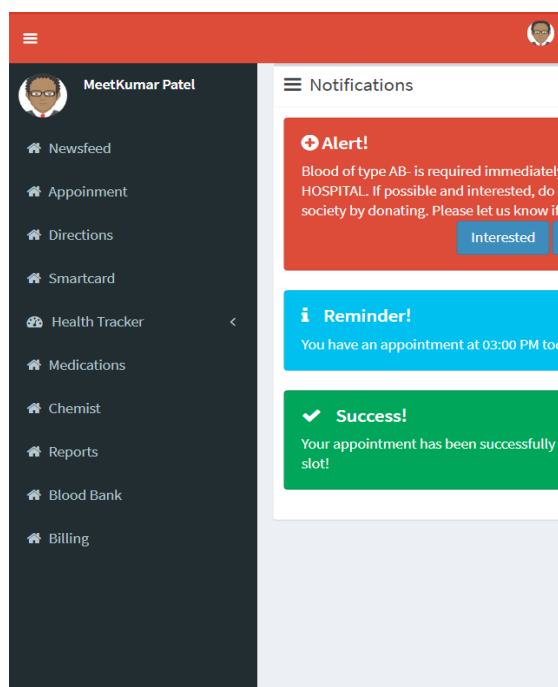 MeetKumar Patel
Newsfeed
Appoinment
Directions
Smartcard
Health Tracker
Medications
Chemist
Reports
Blood Bank
Billing
Notifications
Alert!
Blood of type AB- is required immediately
HOSPITAL. If possible and interested, do
society by donating. Please let us know if
Interested
Reminder!
You have an appointment at 03:00 PM
Success!
Your appointment has been successfully
slot!